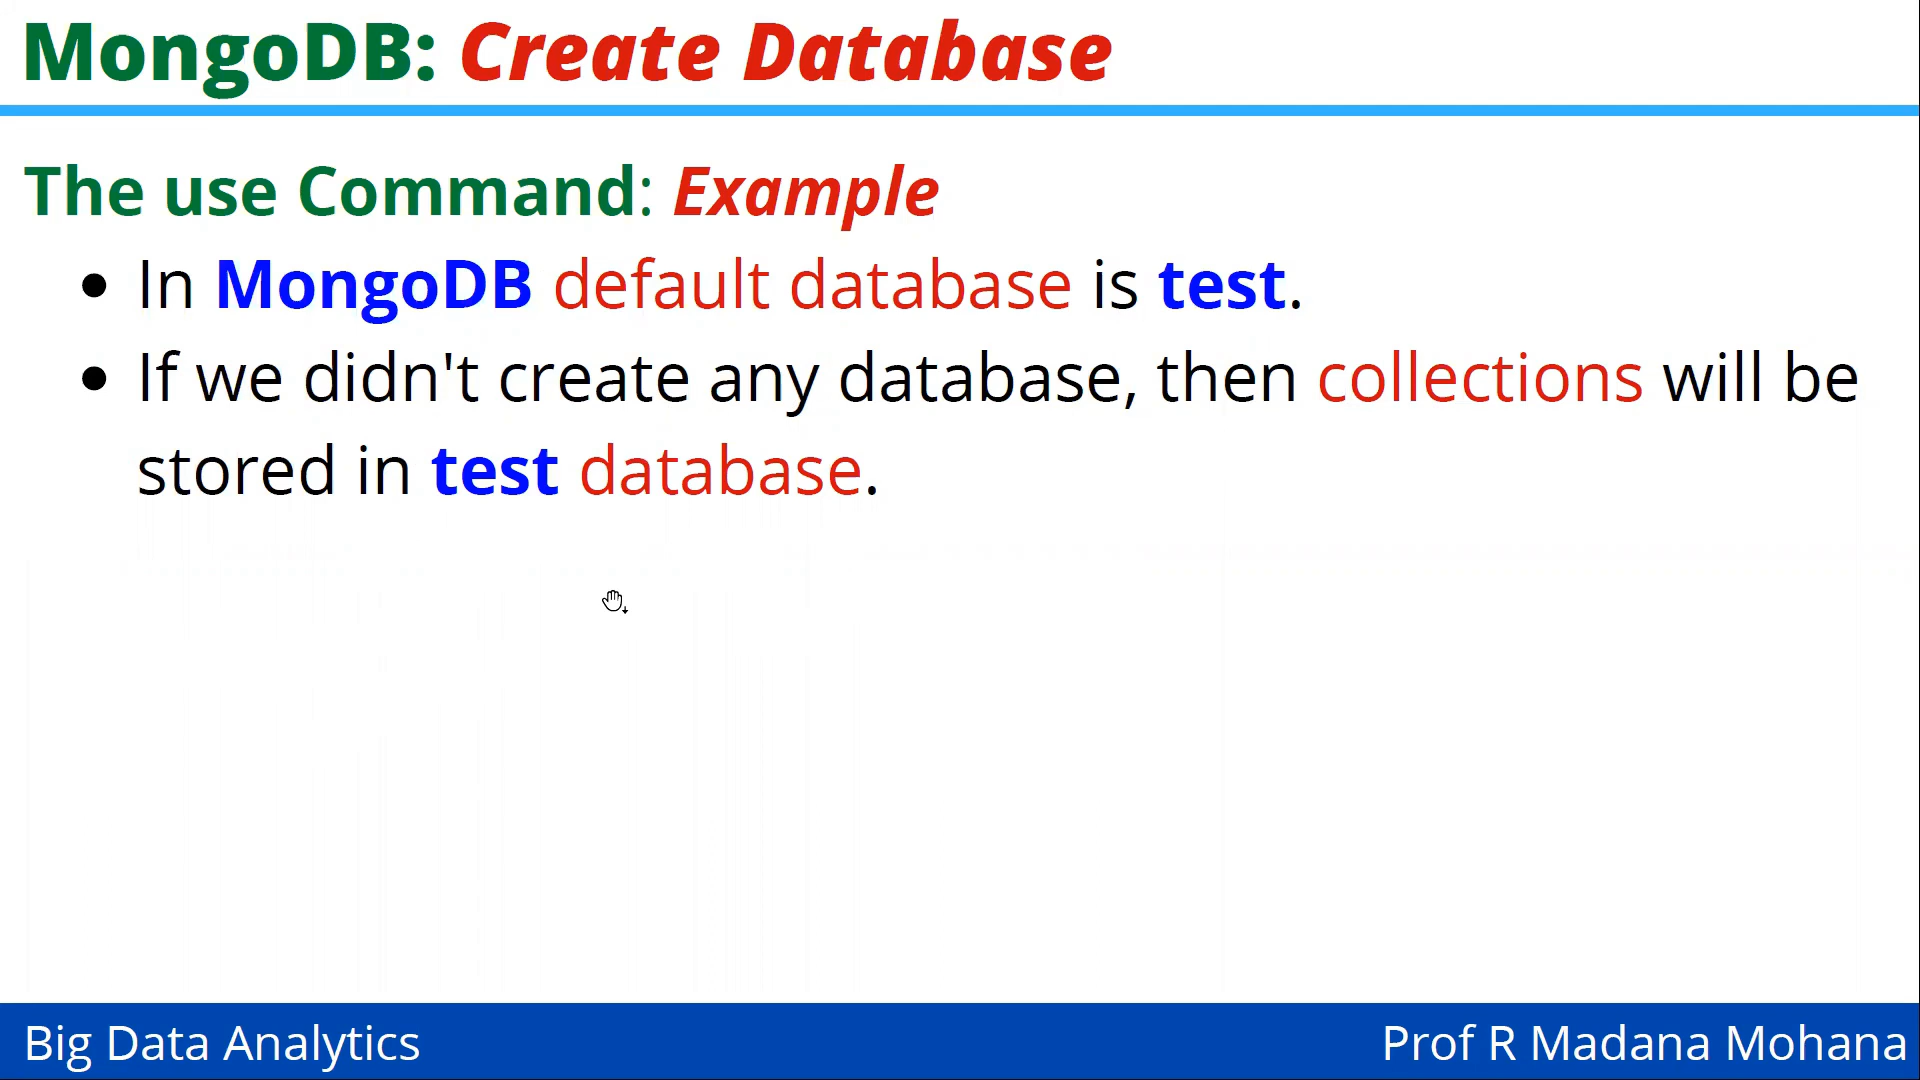 MongoDB: Create Database
The use Command: Example
• In MongoDB default database is test.
• If we didn't create any database, then collections will be
stored in test database.
Big Data Analytics
Prof R Madana Mohana